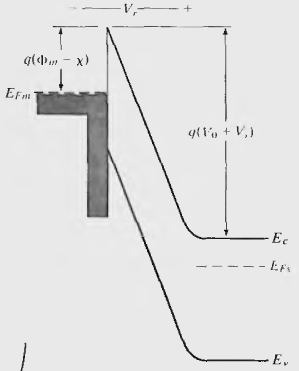 − V_r +
q(Φ_m − χ)
E_Fm
q(V_0 + V_r)
E_c
E_Fs
E_v